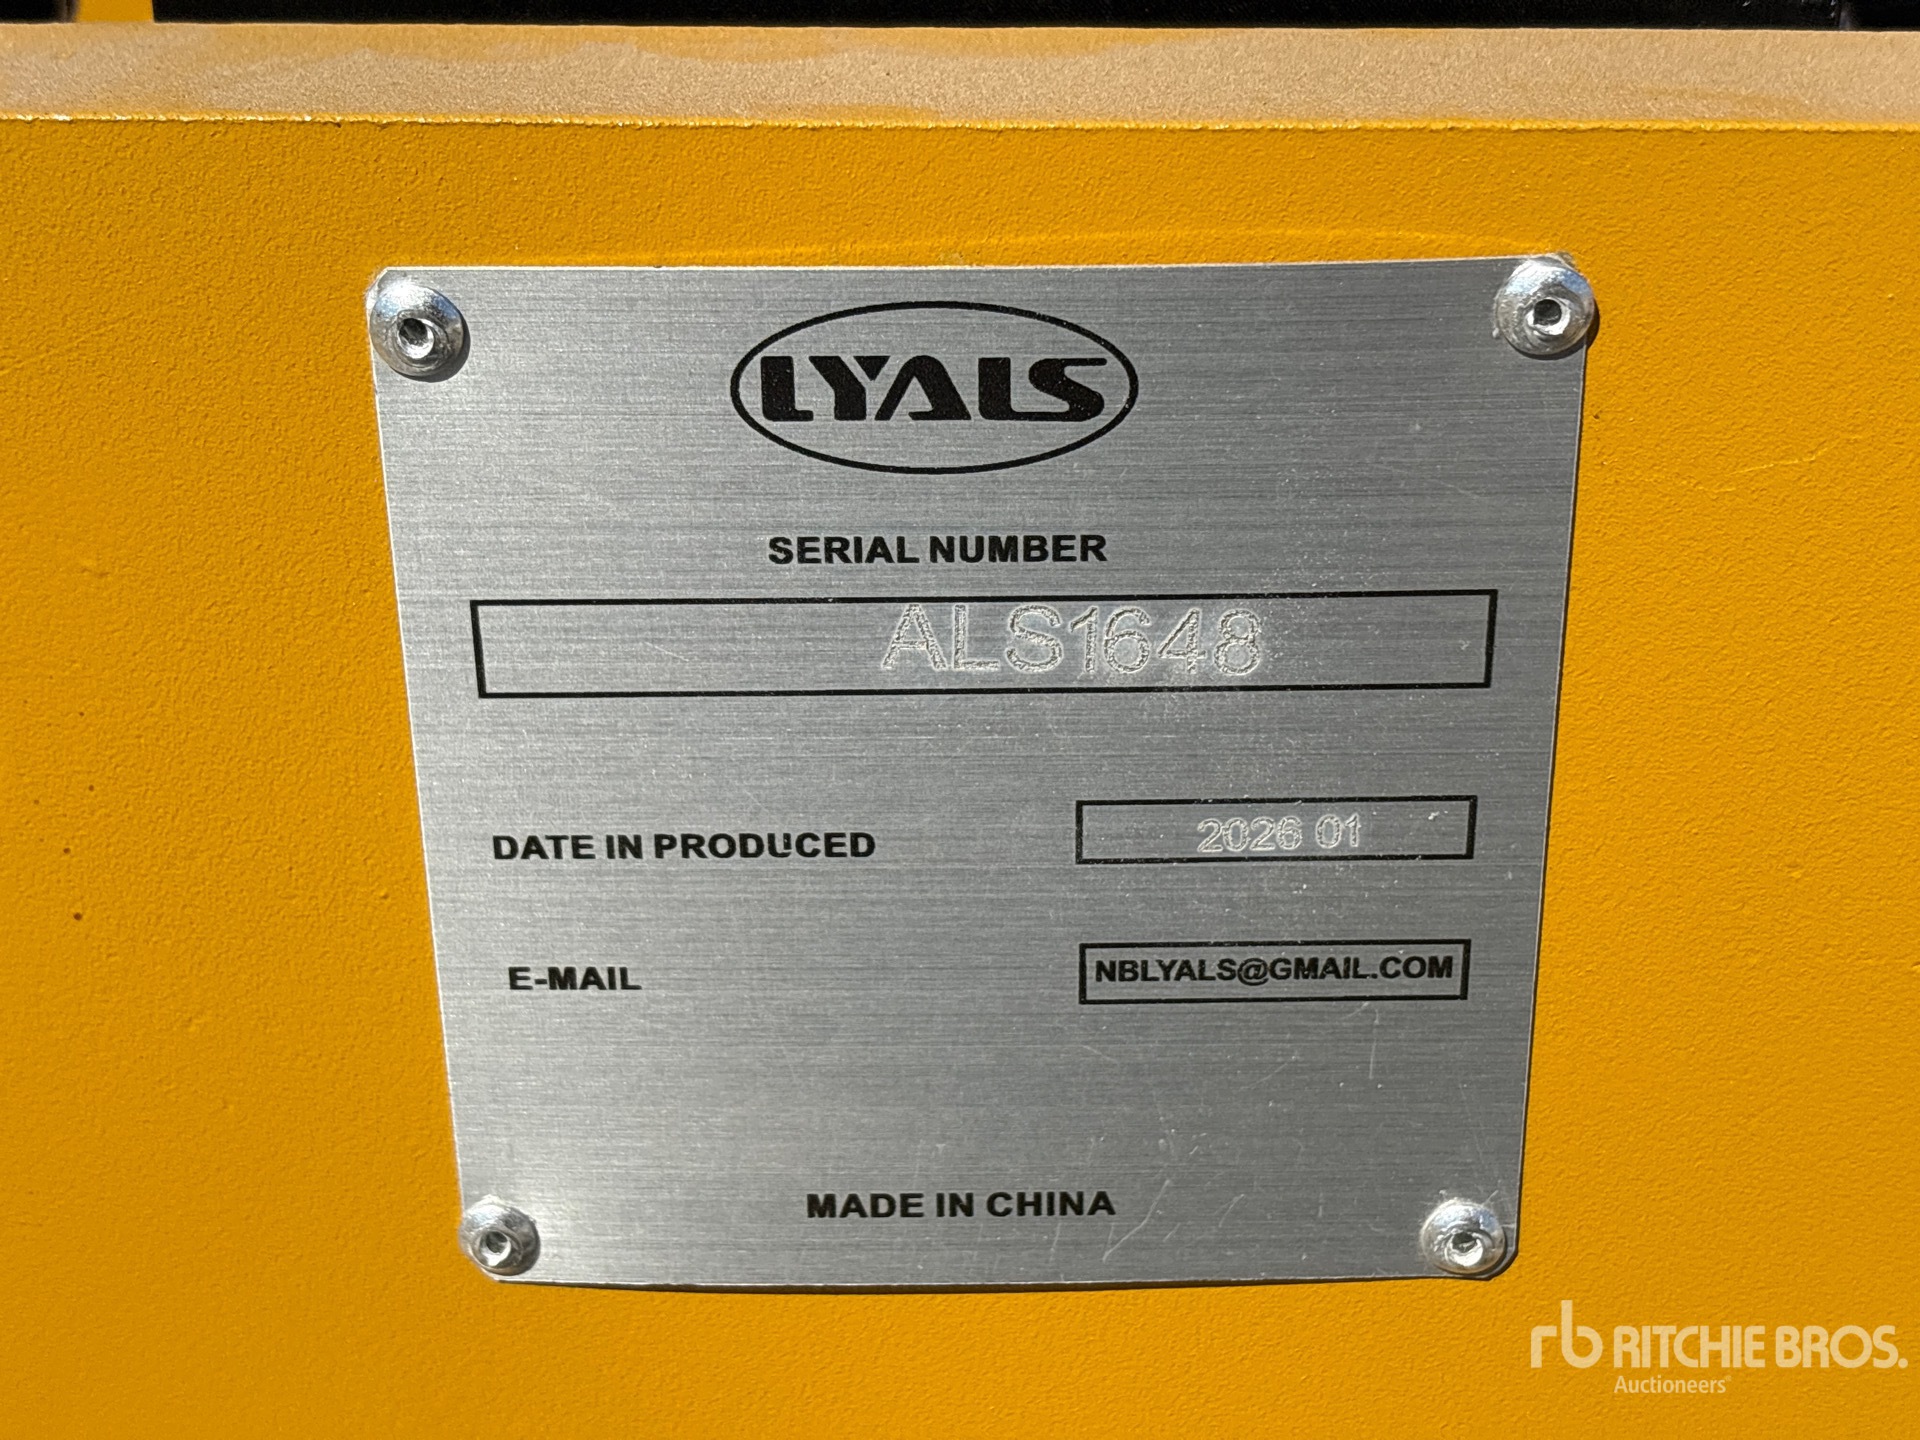 LYALS
SERIAL NUMBER
ALS1648
DATE IN PRODUCED
2026 01
E-MAIL
NBLYALS@GMAIL.COM
MADE IN CHINA
rb RITCHIE BROS.
Auctioneers